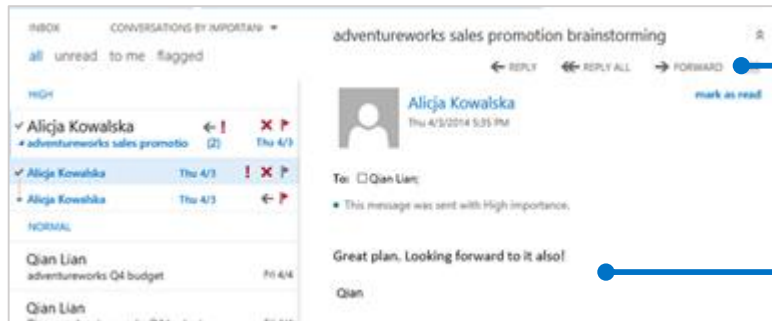 INBOX CONVERSATIONS BY IMPORTAN
all unread to me flagged
HIGH
Alicja Kowalska
adventureworks sales promotio (2) Thu 4/3
Alicja Kowalska Thu 4/3
Alicja Kowalska Thu 4/3
NORMAL
Qian Lian
adventureworks Q4 budget Fri 4/4
Qian Lian
adventureworks sales promotion brainstorming
REPLY REPLY ALL FORWARD
mark as read
Alicja Kowalska
Thu 4/3/2014 5:35 PM
To: Qian Lian;
This message was sent with High importance.
Great plan. Looking forward to it also!
Qian